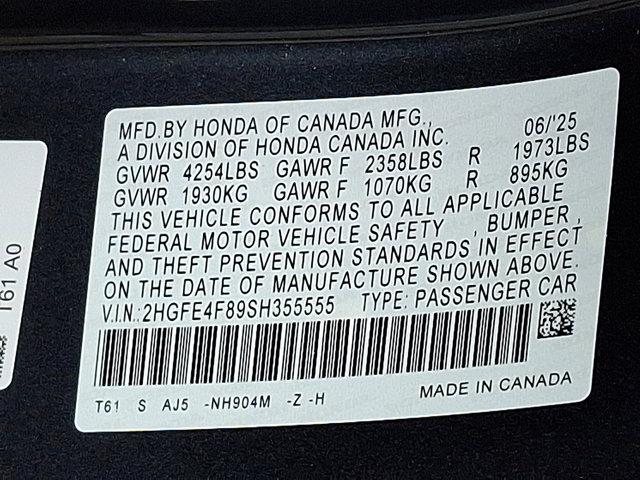 MFD.BY HONDA OF CANADA MFG., 06/'25
A DIVISION OF HONDA CANADA INC.
GVWR 4254LBS GAWR F 2358LBS R 1973LBS
GVWR 1930KG GAWR F 1070KG R 895KG
THIS VEHICLE CONFORMS TO ALL APPLICABLE
FEDERAL MOTOR VEHICLE SAFETY , BUMPER ,
AND THEFT PREVENTION STANDARDS IN EFFECT
ON THE DATE OF MANUFACTURE SHOWN ABOVE.
V.I.N.:2HGFE4F89SH355555 TYPE: PASSENGER CAR
T61 S AJ5 -NH904M -Z -H MADE IN CANADA
T61 A0